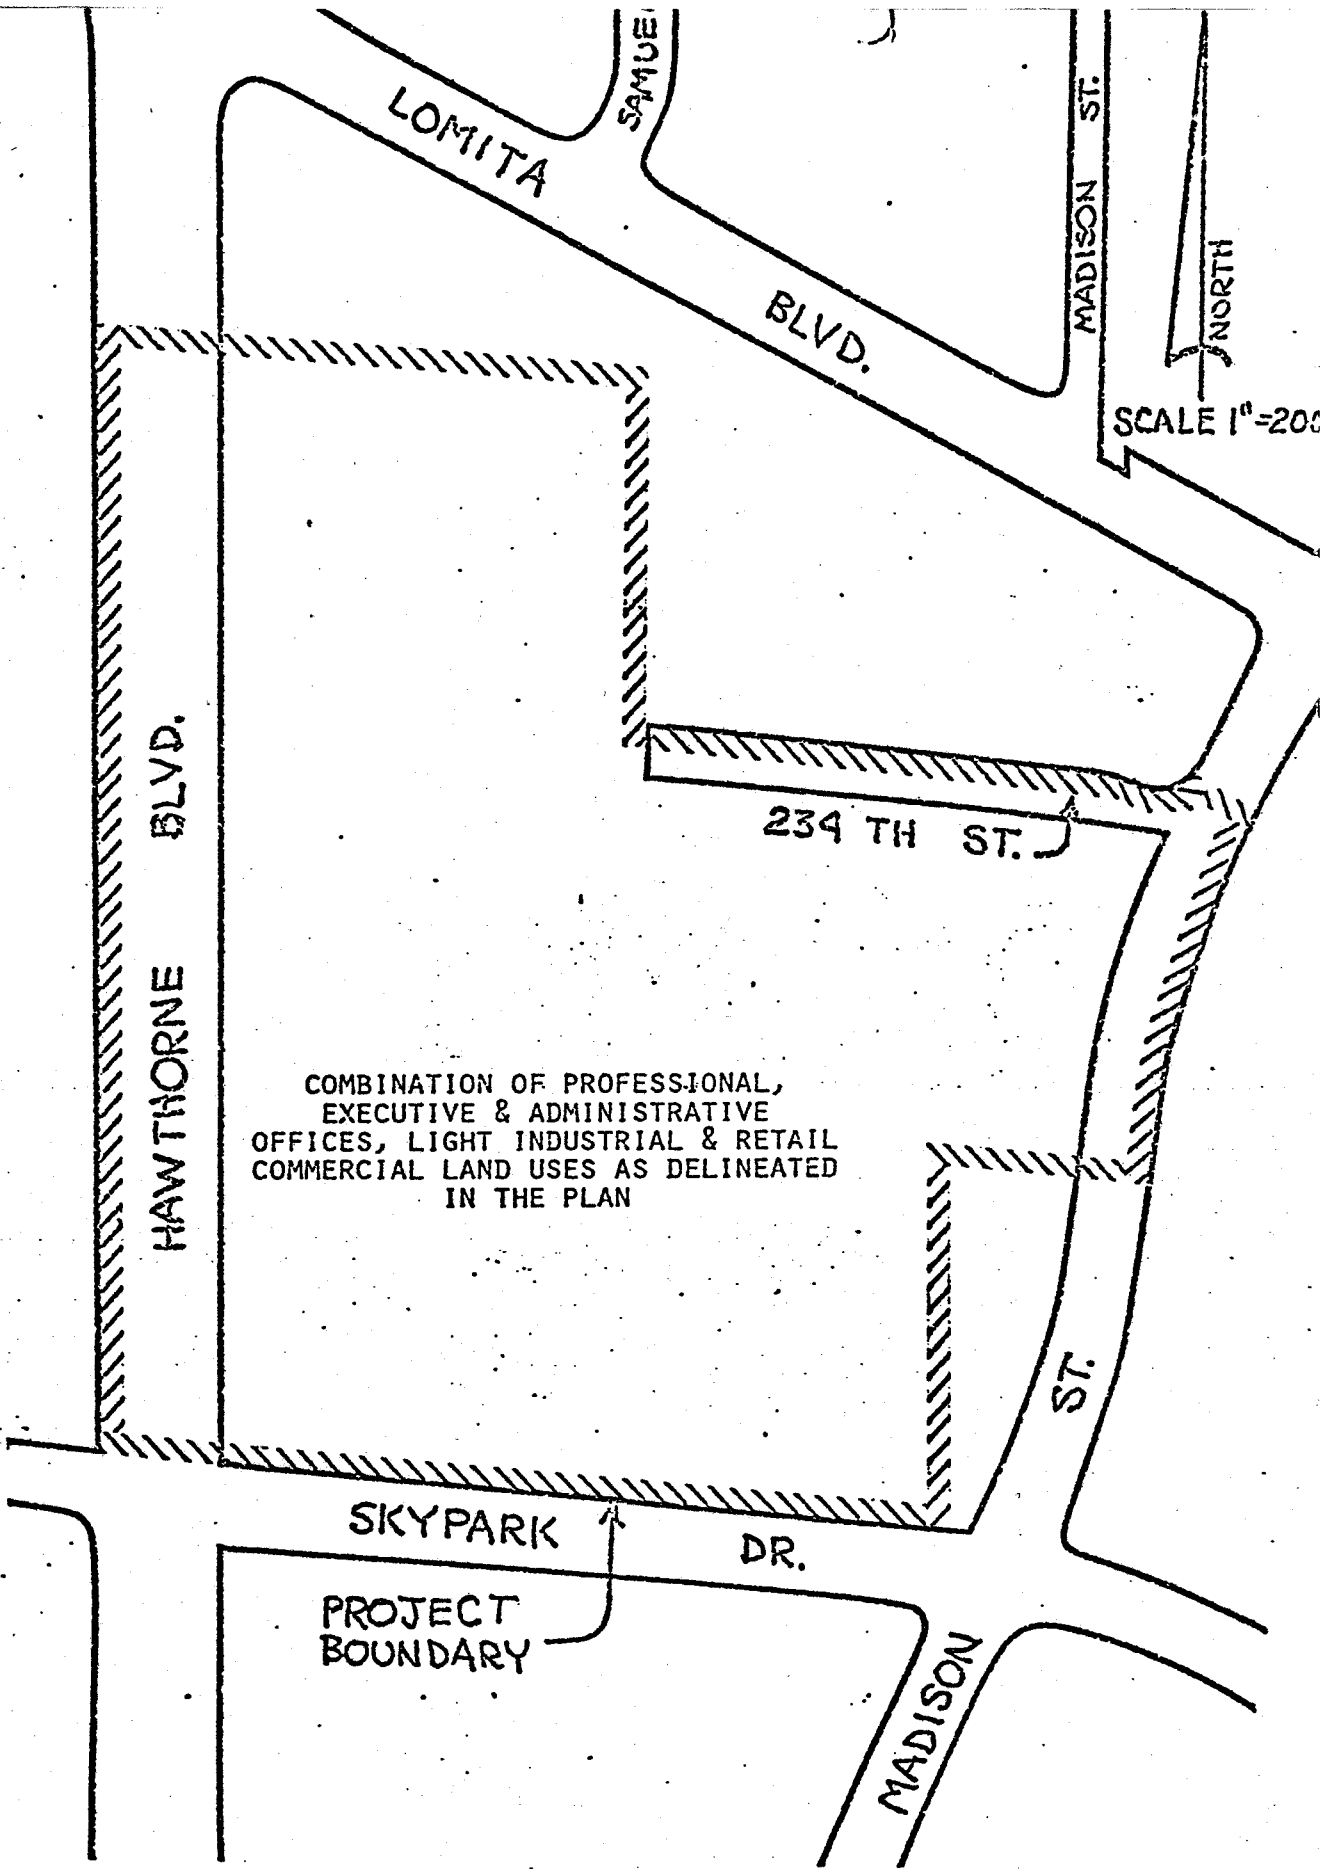 SAMUE
LOMITA
BLVD.
MADISON ST.
NORTH
SCALE 1"=200
HAWTHORNE BLVD.
234 TH ST.
COMBINATION OF PROFESSIONAL,
EXECUTIVE & ADMINISTRATIVE
OFFICES, LIGHT INDUSTRIAL & RETAIL
COMMERCIAL LAND USES AS DELINEATED
IN THE PLAN
ST.
SKYPARK DR.
PROJECT
BOUNDARY
MADISON